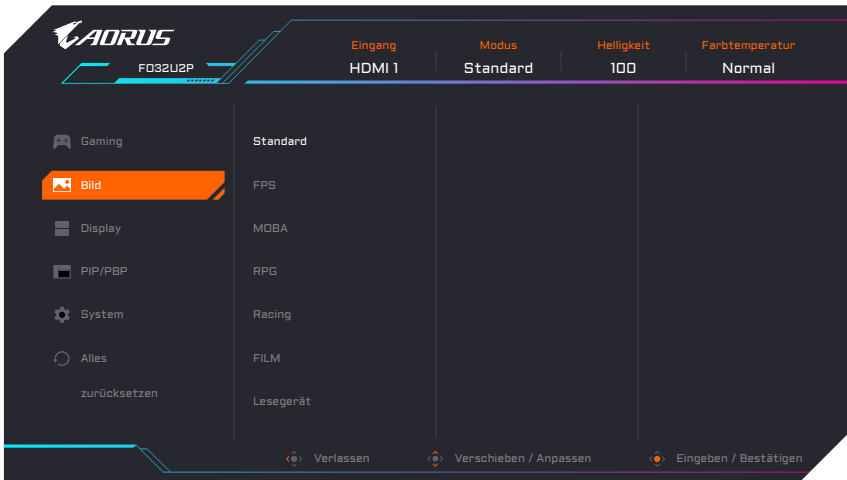 AORUS
FO32U2P
Eingang Modus Helligkeit Farbtemperatur
HDMI 1 Standard 100 Normal
Gaming Standard
Bild FPS
Display MOBA
PIP/PBP RPG
System Racing
Alles FILM
zurücksetzen
Lesegerät
Verlassen Verschieben / Anpassen Eingeben / Bestätigen